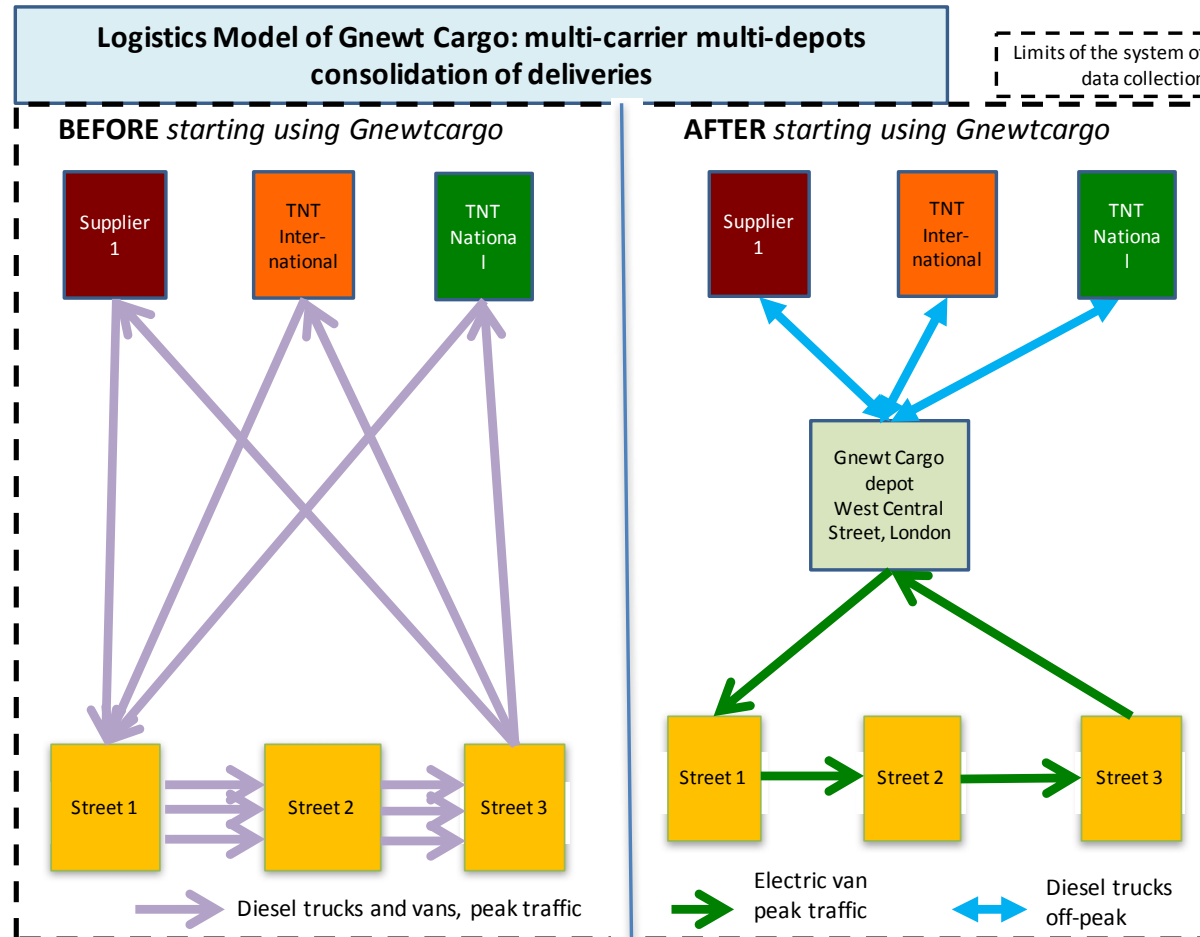 Logistics Model of Gnewt Cargo: multi-carrier multi-depots
consolidation of deliveries
Limits of the system of
data collection
BEFORE starting using Gnewtcargo
Supplier
1
TNT
Inter-
national
TNT
Nationa
l
Street 1
Street 2
Street 3
Diesel trucks and vans, peak traffic
AFTER starting using Gnewtcargo
Supplier
1
TNT
Inter-
national
TNT
Nationa
l
Gnewt Cargo
depot
West Central
Street, London
Street 1
Street 2
Street 3
Electric van
peak traffic
Diesel trucks
off-peak